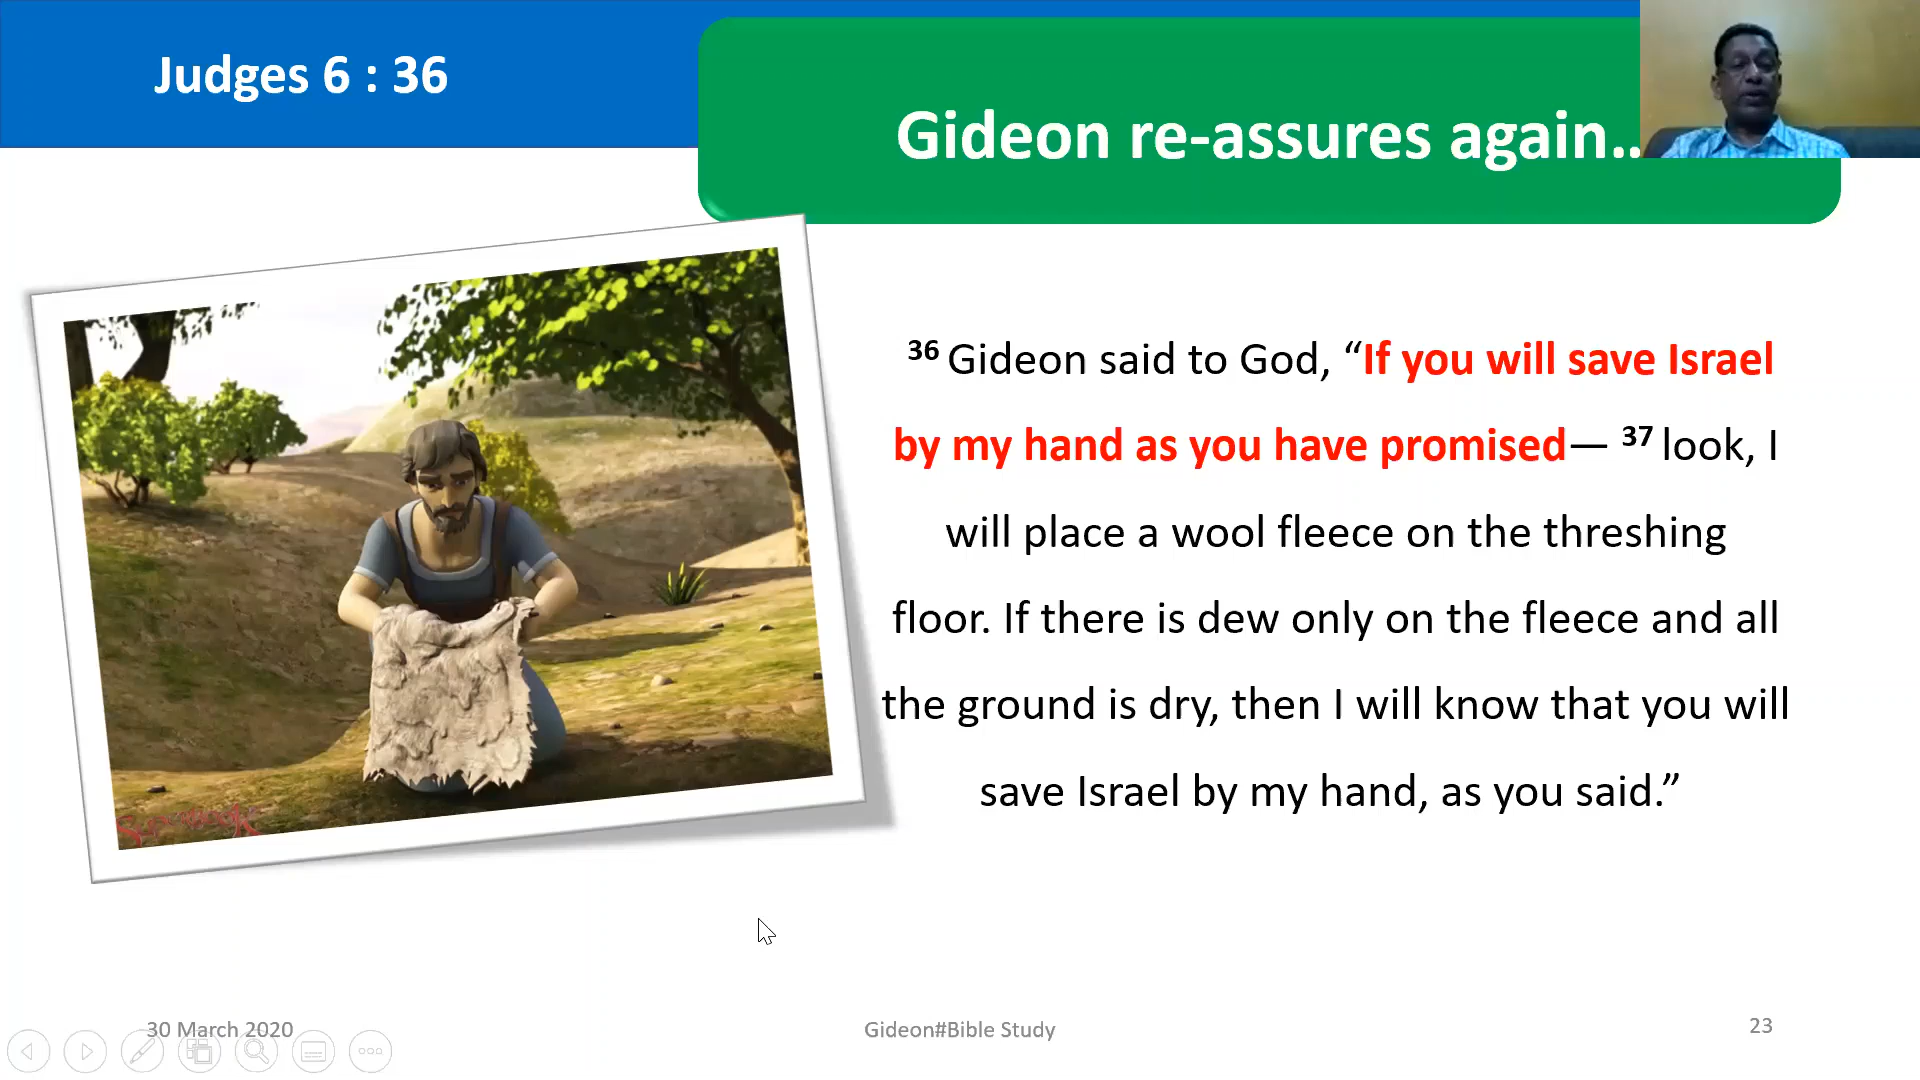 Judges 6 : 36
Gideon re-assures again..
36 Gideon said to God, “If you will save Israel
by my hand as you have promised— 37 look, I
will place a wool fleece on the threshing
floor. If there is dew only on the fleece and all
the ground is dry, then I will know that you will
save Israel by my hand, as you said.”
30 March 2020
Gideon#Bible Study
23